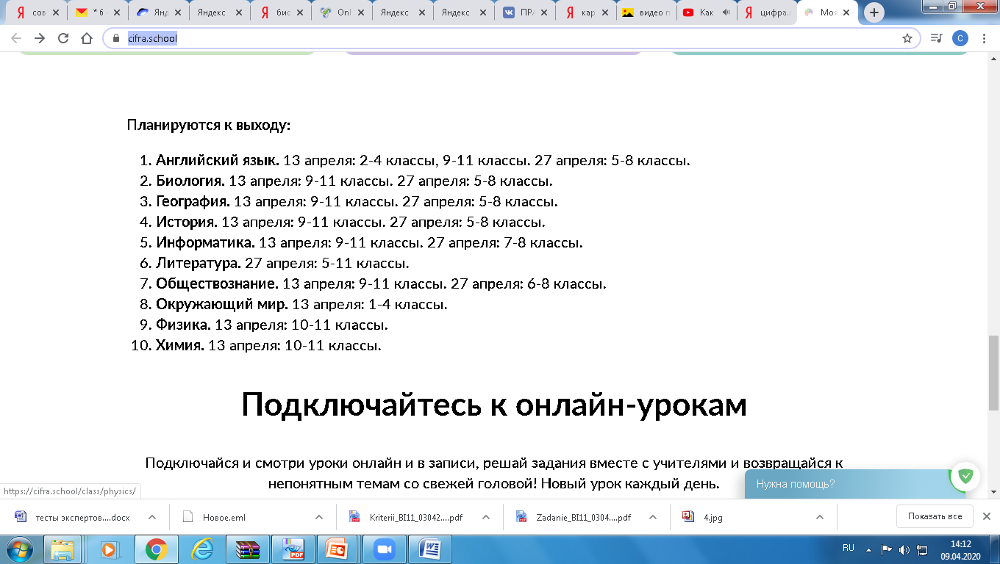 сов
* 6
Янд
Яндекс
бис
Onl
Яндекс
Яндекс
ПРА
кар
видео п
Как
цифра.
Mos
cifra.school
С
Планируются к выходу:
1. Английский язык. 13 апреля: 2-4 классы, 9-11 классы. 27 апреля: 5-8 классы.
2. Биология. 13 апреля: 9-11 классы. 27 апреля: 5-8 классы.
3. География. 13 апреля: 9-11 классы. 27 апреля: 5-8 классы.
4. История. 13 апреля: 9-11 классы. 27 апреля: 5-8 классы.
5. Информатика. 13 апреля: 9-11 классы. 27 апреля: 7-8 классы.
6. Литература. 27 апреля: 5-11 классы.
7. Обществознание. 13 апреля: 9-11 классы. 27 апреля: 6-8 классы.
8. Окружающий мир. 13 апреля: 1-4 классы.
9. Физика. 13 апреля: 10-11 классы.
10. Химия. 13 апреля: 10-11 классы.
Подключайтесь к онлайн-урокам
Подключайся и смотри уроки онлайн и в записи, решай задания вместе с учителями и возвращайся к
непонятным темам со свежей головой! Новый урок каждый день.
Нужна помощь?
https://cifra.school/class/physics/
тесты экспертов....docx
Новое.eml
Kriterii_BI11_03042....pdf
Zadanie_BI11_0304....pdf
4.jpg
Показать все
RU
14:12
09.04.2020